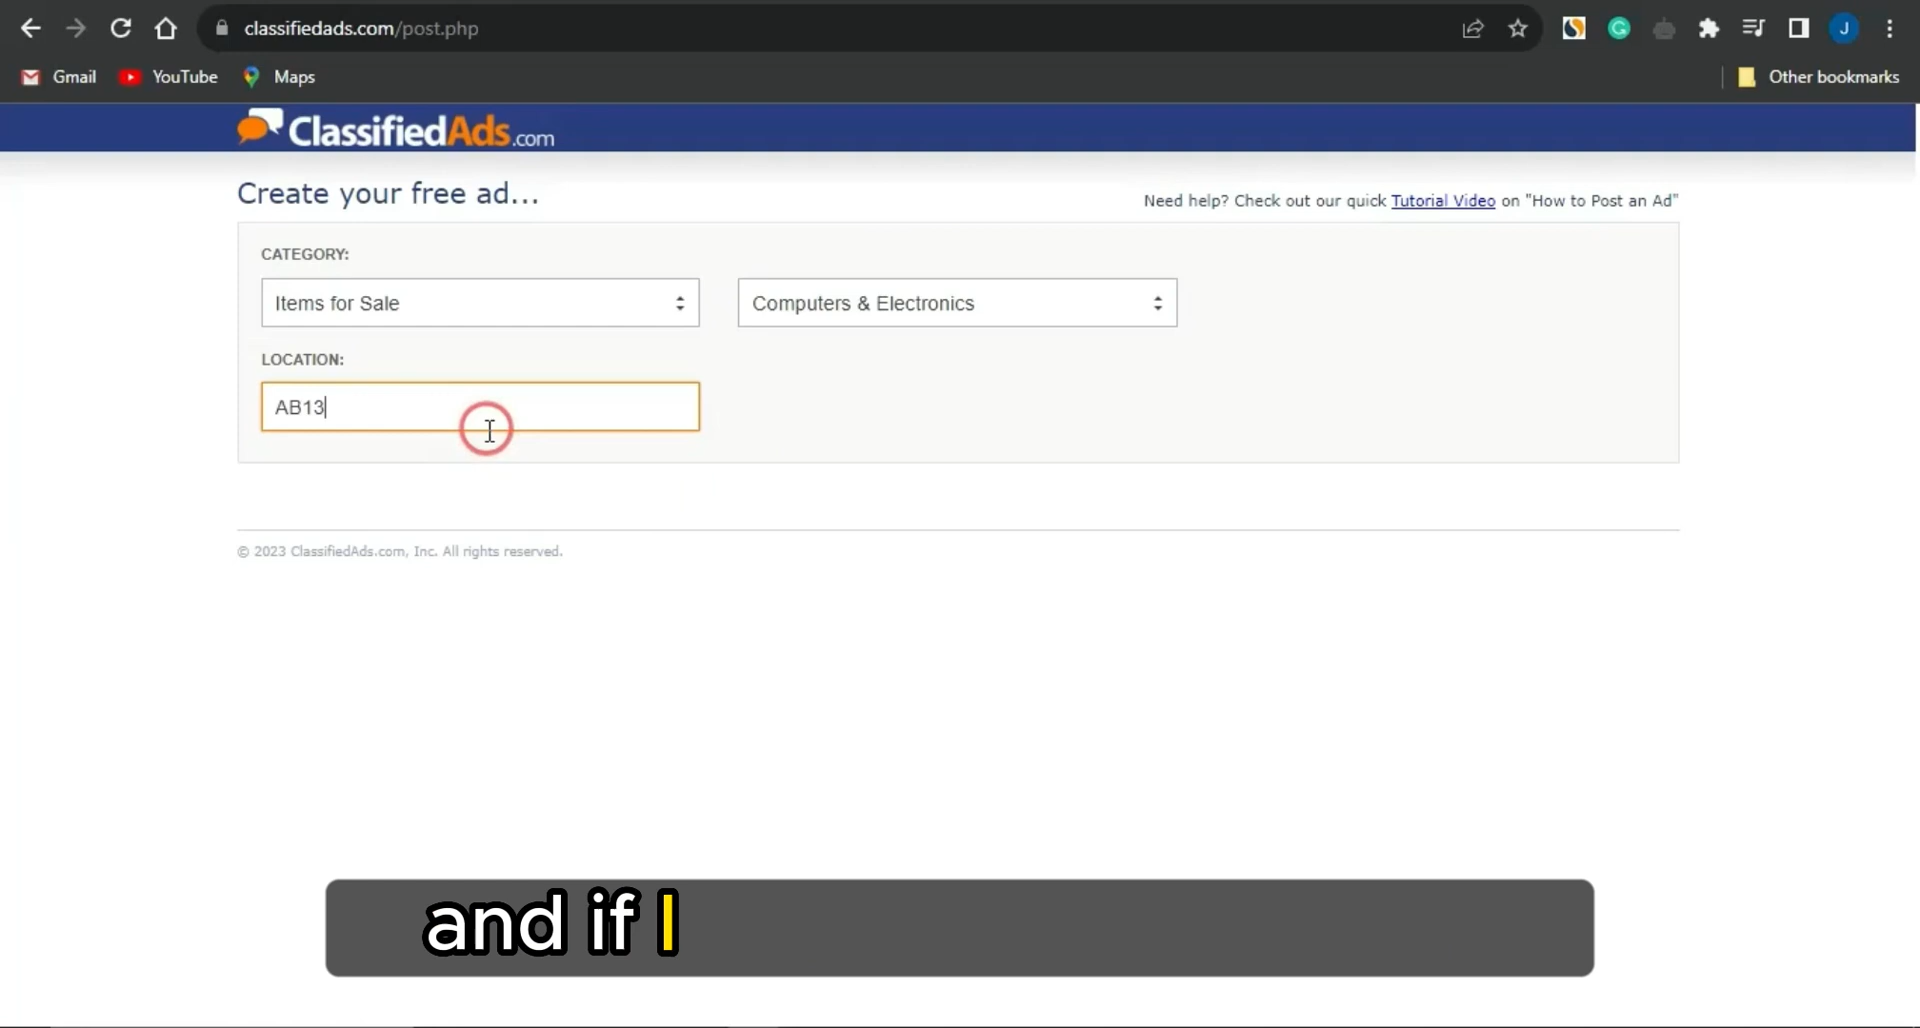 classifiedads.com/post.php
J
Gmail
YouTube
Maps
Other bookmarks
ClassifiedAds.com
Create your free ad...
Need help? Check out our quick Tutorial Video on "How to Post an Ad"
CATEGORY:
Items for Sale
Computers & Electronics
LOCATION:
AB13
© 2023 ClassifiedAds.com, Inc. All rights reserved.
and if I